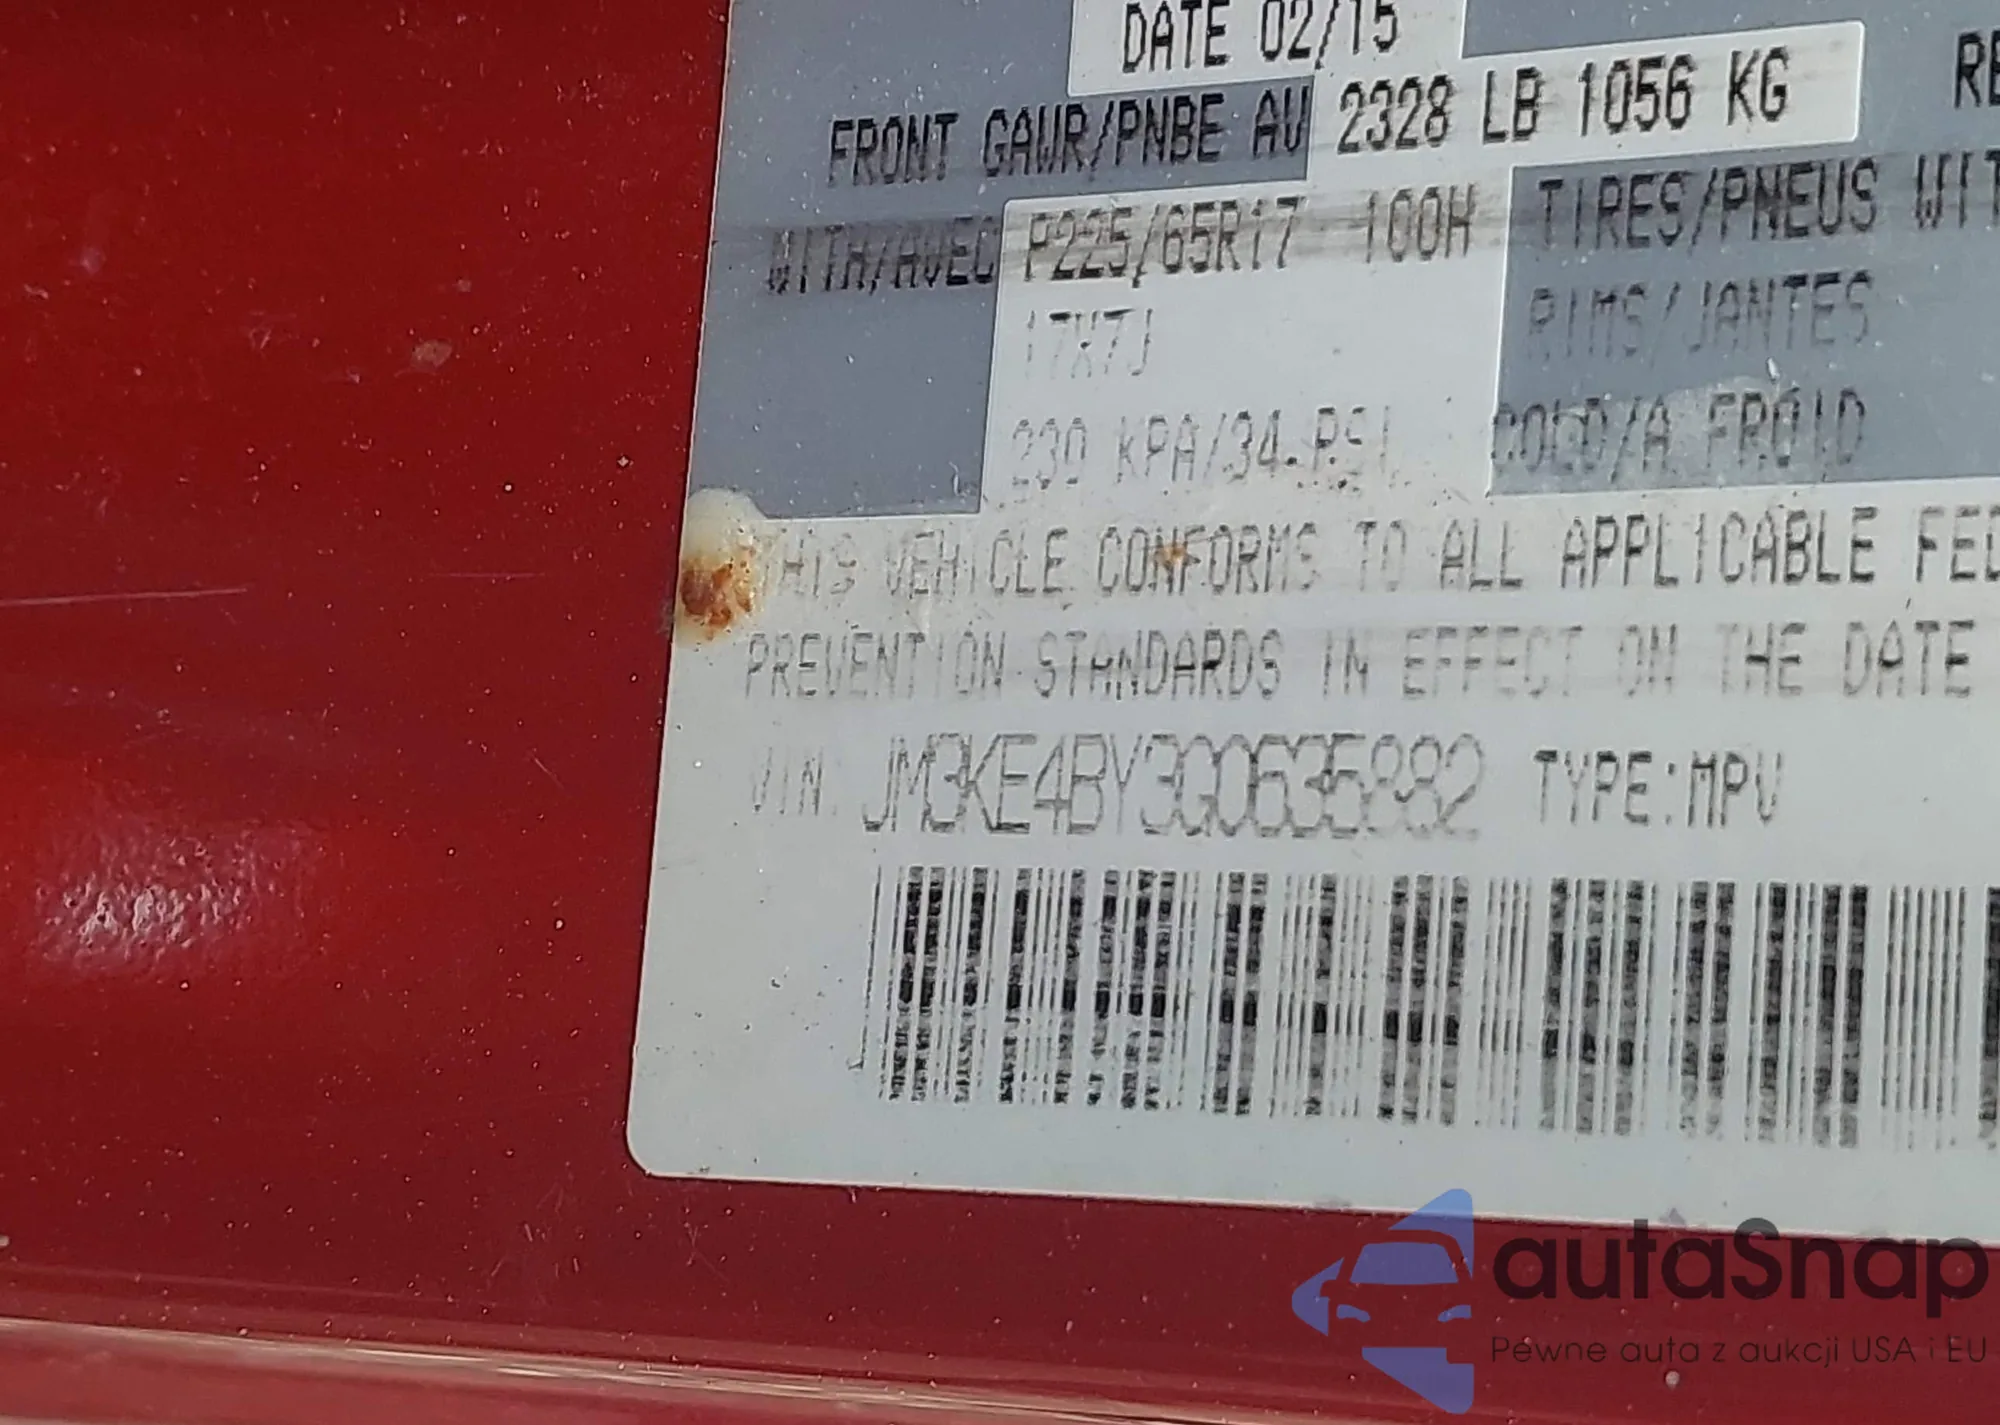 DATE 02/15
FRONT GAWR/PNBE AV 2328 LB 1056 KG
WITH/AVEC P225/65R17 100H TIRES/PNEUS
17X7J RIMS/JANTES
230 KPA/34 PSI COLD/A FROID
THIS VEHICLE CONFORMS TO ALL APPLICABLE
PREVENTION STANDARDS IN EFFECT ON THE DATE
VIN. JM3KE4BY3G0635882 TYPE:MPV
autaSnap
Pewne auta z aukcji USA i EU